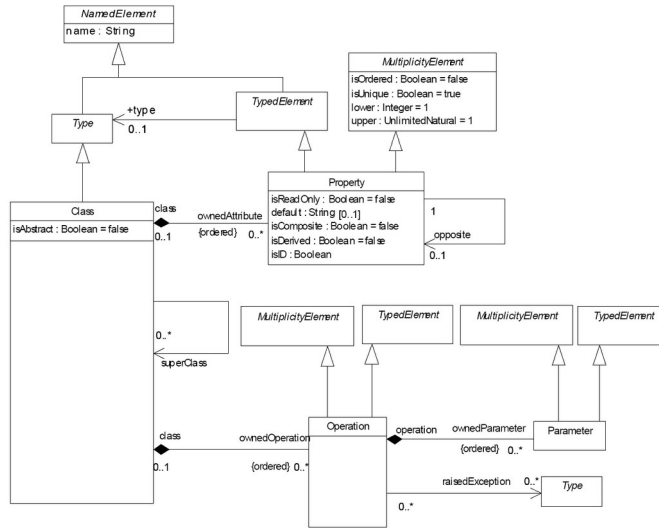 NamedElement
name : String
MultiplicityElement
isOrdered : Boolean = false
isUnique : Boolean = true
lower : Integer = 1
upper : UnlimitedNatural = 1
+type
TypedElement
Type
0..1
Property
isReadOnly : Boolean = false
default : String [0..1]
isComposite : Boolean = false
isDerived : Boolean = false
isID : Boolean
Class
isAbstract : Boolean = false
class
ownedAttribute
0..1
{ordered}
0..*
1
opposite
0..1
MultiplicityElement
TypedElement
MultiplicityElement
TypedElement
0..*
superClass
class
ownedOperation
0..1
{ordered}
0..*
Operation
operation
ownedParameter
{ordered}
0..*
Parameter
raisedException
0..*
0..*
Type